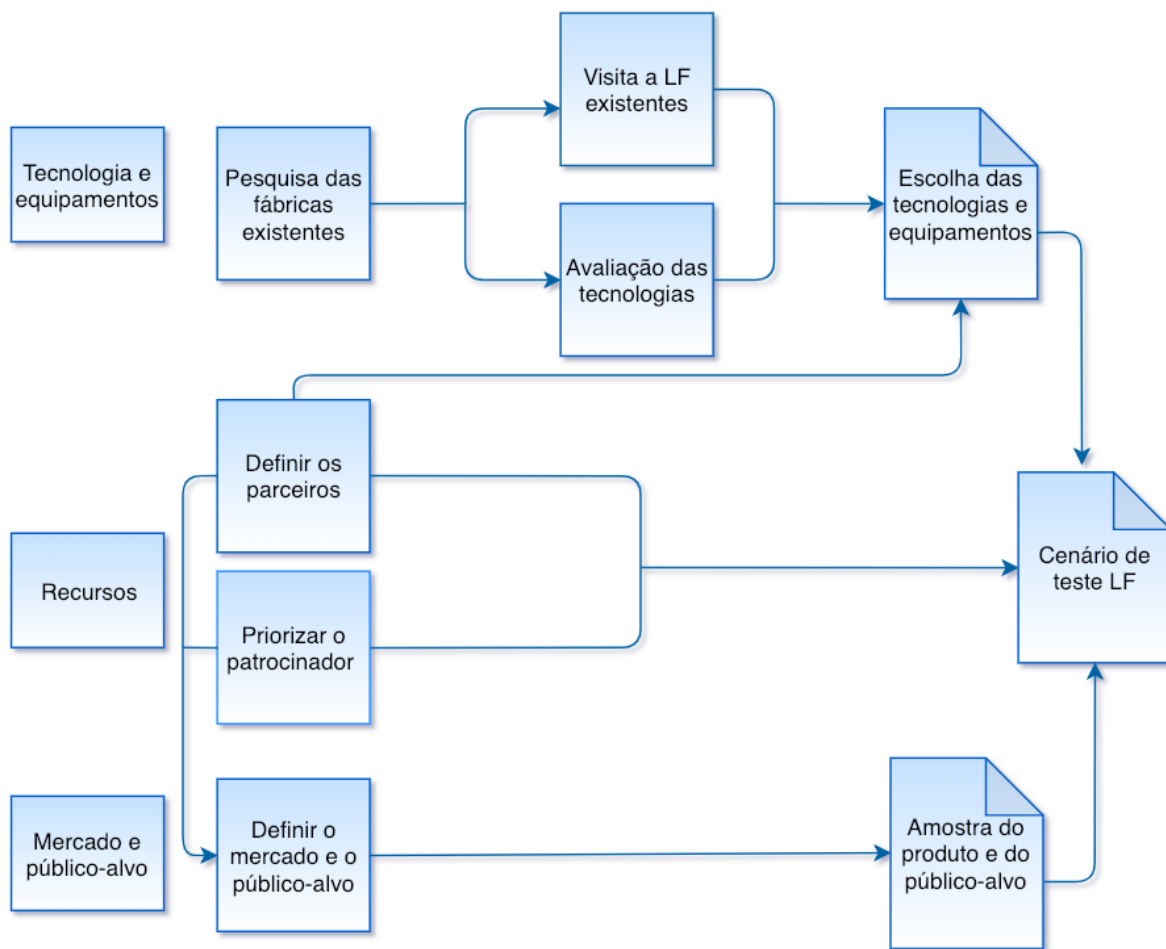 Tecnologia e
equipamentos
Pesquisa das
fábricas
existentes
Visita a LF
existentes
Avaliação das
tecnologias
Escolha das
tecnologias e
equipamentos
Recursos
Definir os
parceiros
Priorizar o
patrocinador
Cenário de
teste LF
Mercado e
público-alvo
Definir o
mercado e o
público-alvo
Amostra do
produto e do
público-alvo